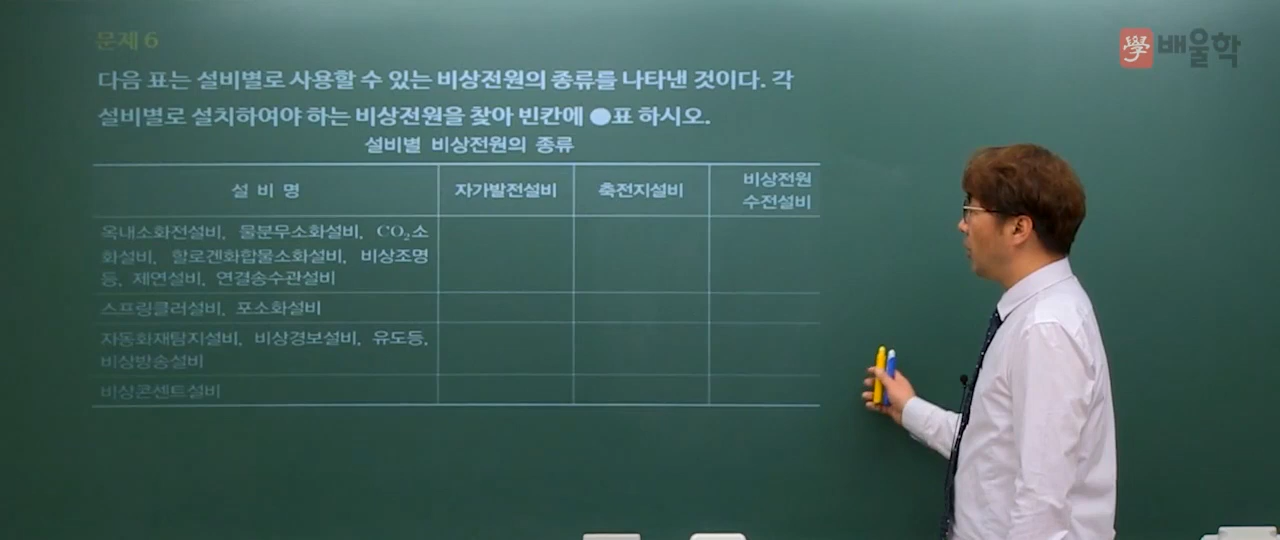 문제 6
學 배울학
다음 표는 설비별로 사용할 수 있는 비상전원의 종류를 나타낸 것이다. 각
설비별로 설치하여야 하는 비상전원을 찾아 빈칸에 ●표 하시오.
설비별 비상전원의 종류
설 비 명
자가발전설비
축전지설비
비상전원
수전설비
옥내소화전설비, 물분무소화설비, CO₂소
화설비, 할로겐화합물소화설비, 비상조명
등, 제연설비, 연결송수관설비
스프링클러설비, 포소화설비
자동화재탐지설비, 비상경보설비, 유도등,
비상방송설비
비상콘센트설비